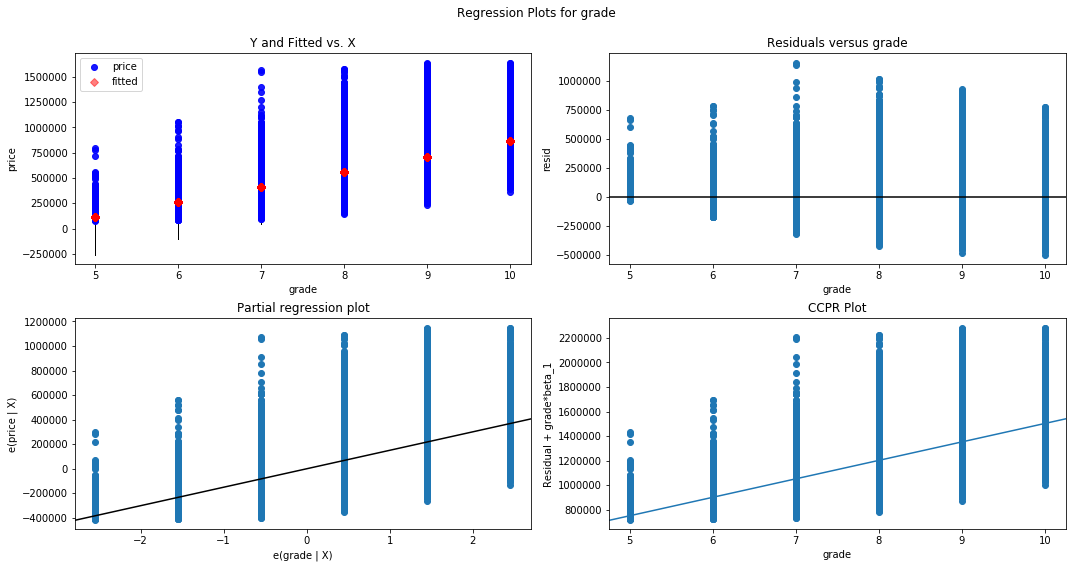 Regression Plots for grade
Y and Fitted vs. X
price
fitted
1500000
1250000
1000000
750000
500000
250000
0
−250000
price
5 6 7 8 9 10
grade
Residuals versus grade
1000000
750000
500000
250000
0
−250000
−500000
resid
5 6 7 8 9 10
grade
Partial regression plot
1200000
1000000
800000
600000
400000
200000
0
−200000
−400000
e(price | X)
−2 −1 0 1 2
e(grade | X)
CCPR Plot
2200000
2000000
1800000
1600000
1400000
1200000
1000000
800000
Residual + grade*beta_1
5 6 7 8 9 10
grade